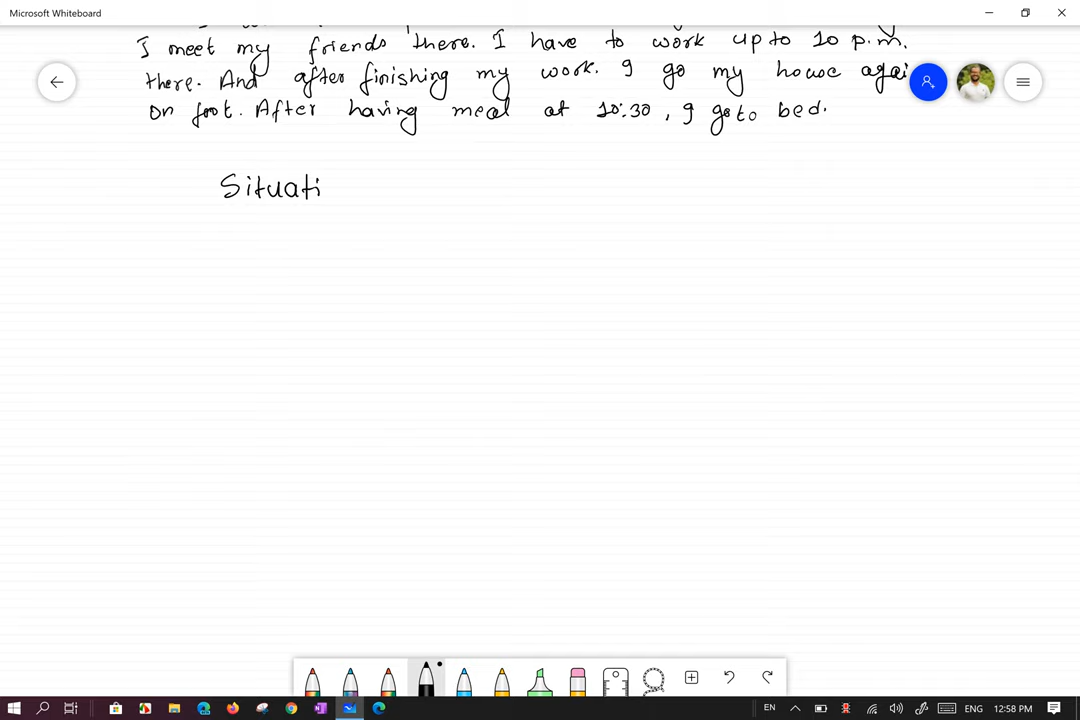 Microsoft Whiteboard
I meet my friends there. I have to work up to 10 p.m.
there. And after finishing my work. I go my house agai
on foot. After having meal at 10:30, I go to bed.
Situati
EN
ENG
12:58 PM